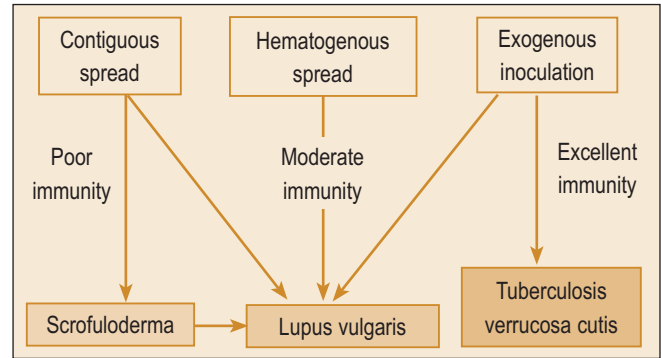 Contiguous
spread
Hematogenous
spread
Exogenous
inoculation
Poor
immunity
Moderate
immunity
Excellent
immunity
Scrofuloderma
Lupus vulgaris
Tuberculosis
verrucosa cutis